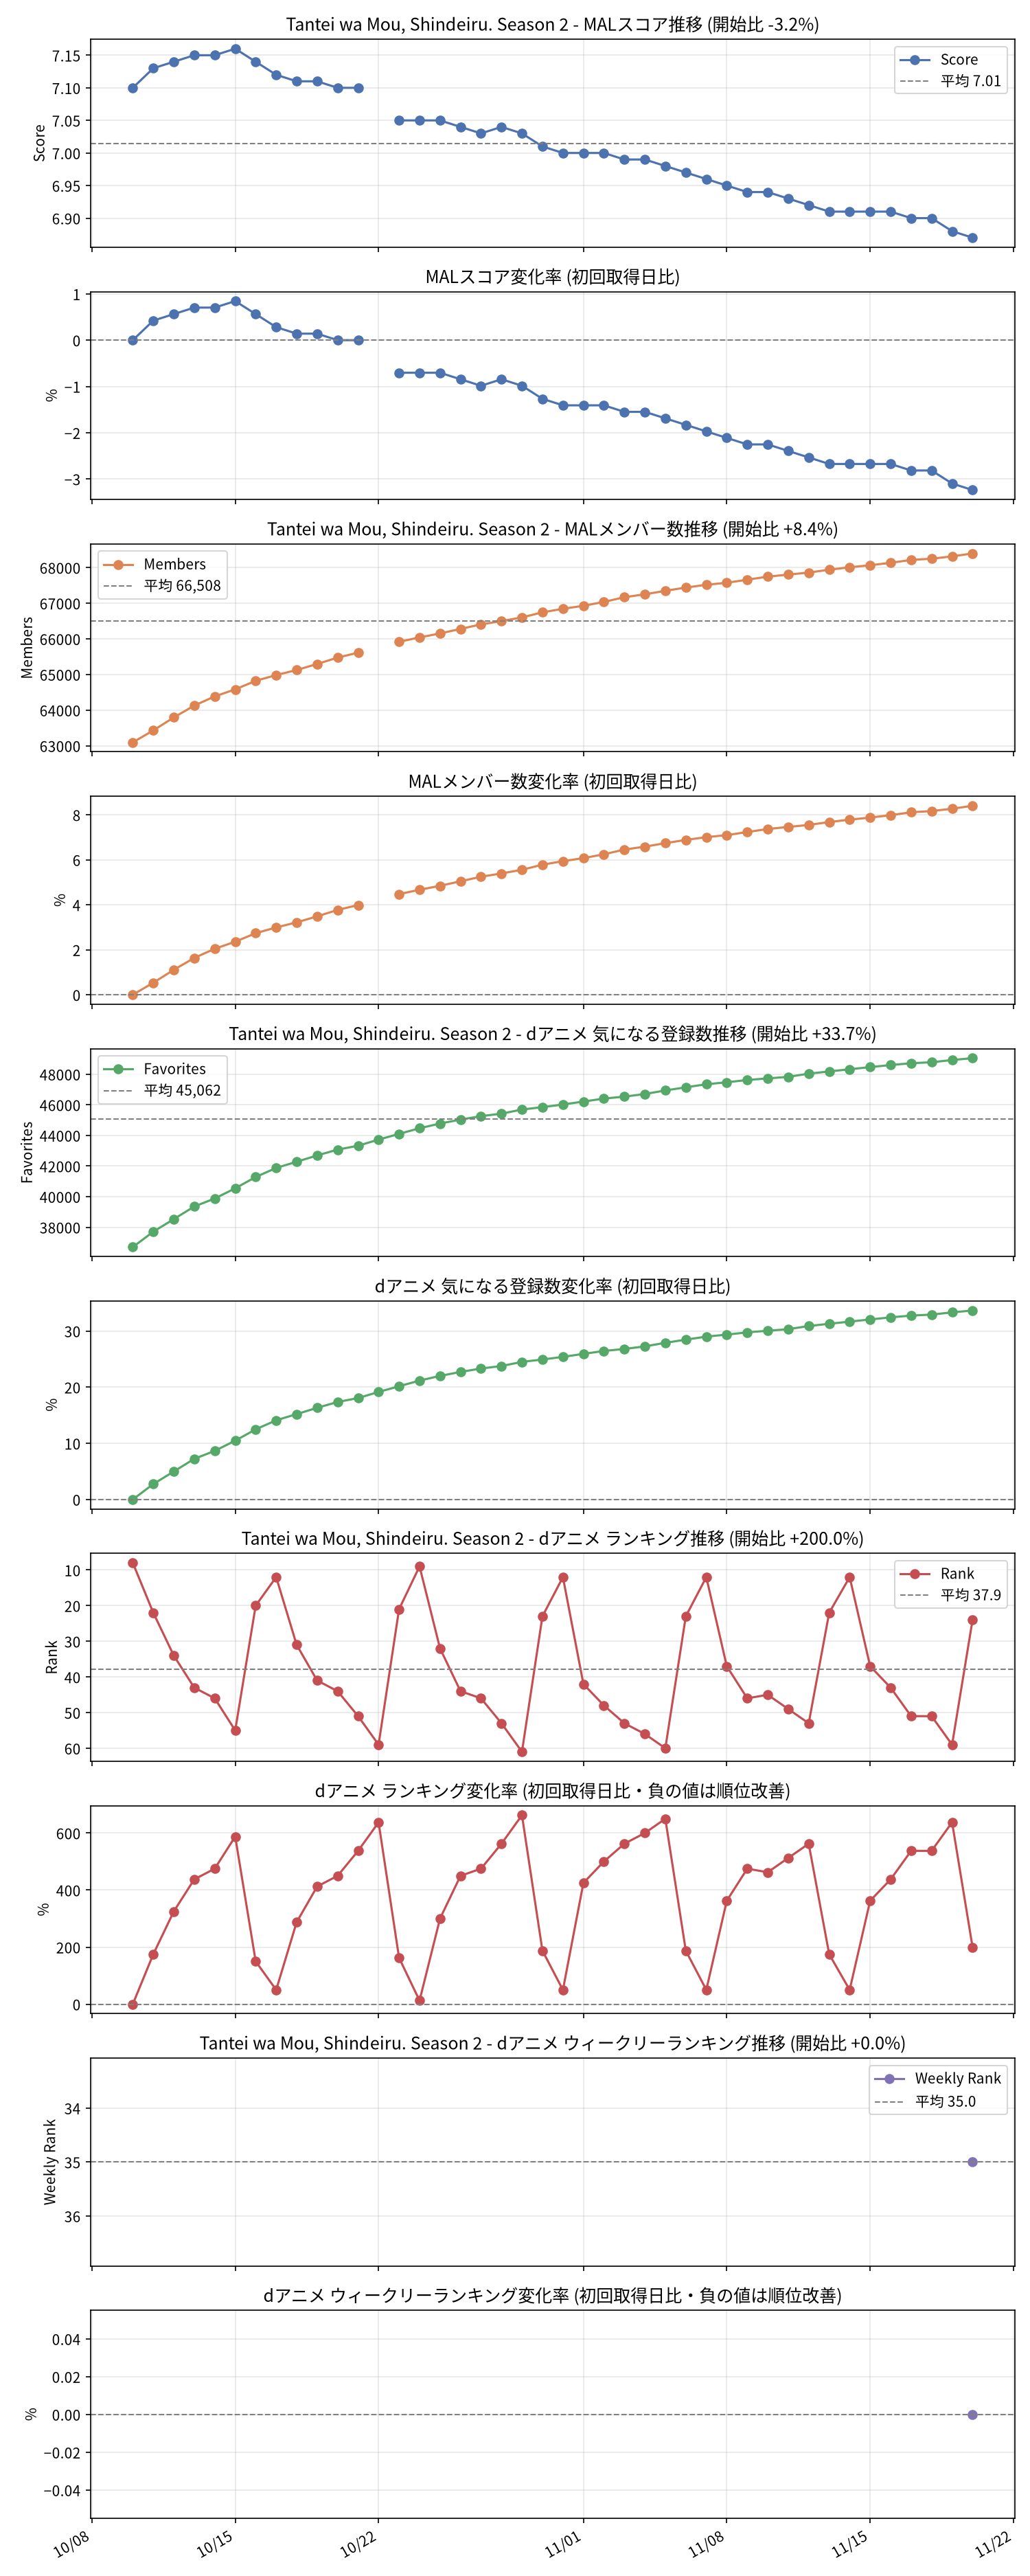 Tantei wa Mou, Shindeiru. Season 2 - MALスコア推移 (開始比 -3.2%)
Score
7.15
7.10
7.05
7.00
6.95
6.90
Score
平均 7.01
MALスコア変化率 (初回取得日比)
%
1
0
−1
−2
−3
Tantei wa Mou, Shindeiru. Season 2 - MALメンバー数推移 (開始比 +8.4%)
Members
68000
67000
66000
65000
64000
63000
Members
平均 66,508
MALメンバー数変化率 (初回取得日比)
%
8
6
4
2
0
Tantei wa Mou, Shindeiru. Season 2 - dアニメ 気になる登録数推移 (開始比 +33.7%)
Favorites
48000
46000
44000
42000
40000
38000
Favorites
平均 45,062
dアニメ 気になる登録数変化率 (初回取得日比)
%
30
20
10
0
Tantei wa Mou, Shindeiru. Season 2 - dアニメ ランキング推移 (開始比 +200.0%)
Rank
10
20
30
40
50
60
Rank
平均 37.9
dアニメ ランキング変化率 (初回取得日比・負の値は順位改善)
%
600
400
200
0
Tantei wa Mou, Shindeiru. Season 2 - dアニメ ウィークリーランキング推移 (開始比 +0.0%)
Weekly Rank
34
35
36
Weekly Rank
平均 35.0
dアニメ ウィークリーランキング変化率 (初回取得日比・負の値は順位改善)
%
0.04
0.02
0.00
−0.02
−0.04
10/08
10/15
10/22
11/01
11/08
11/15
11/22